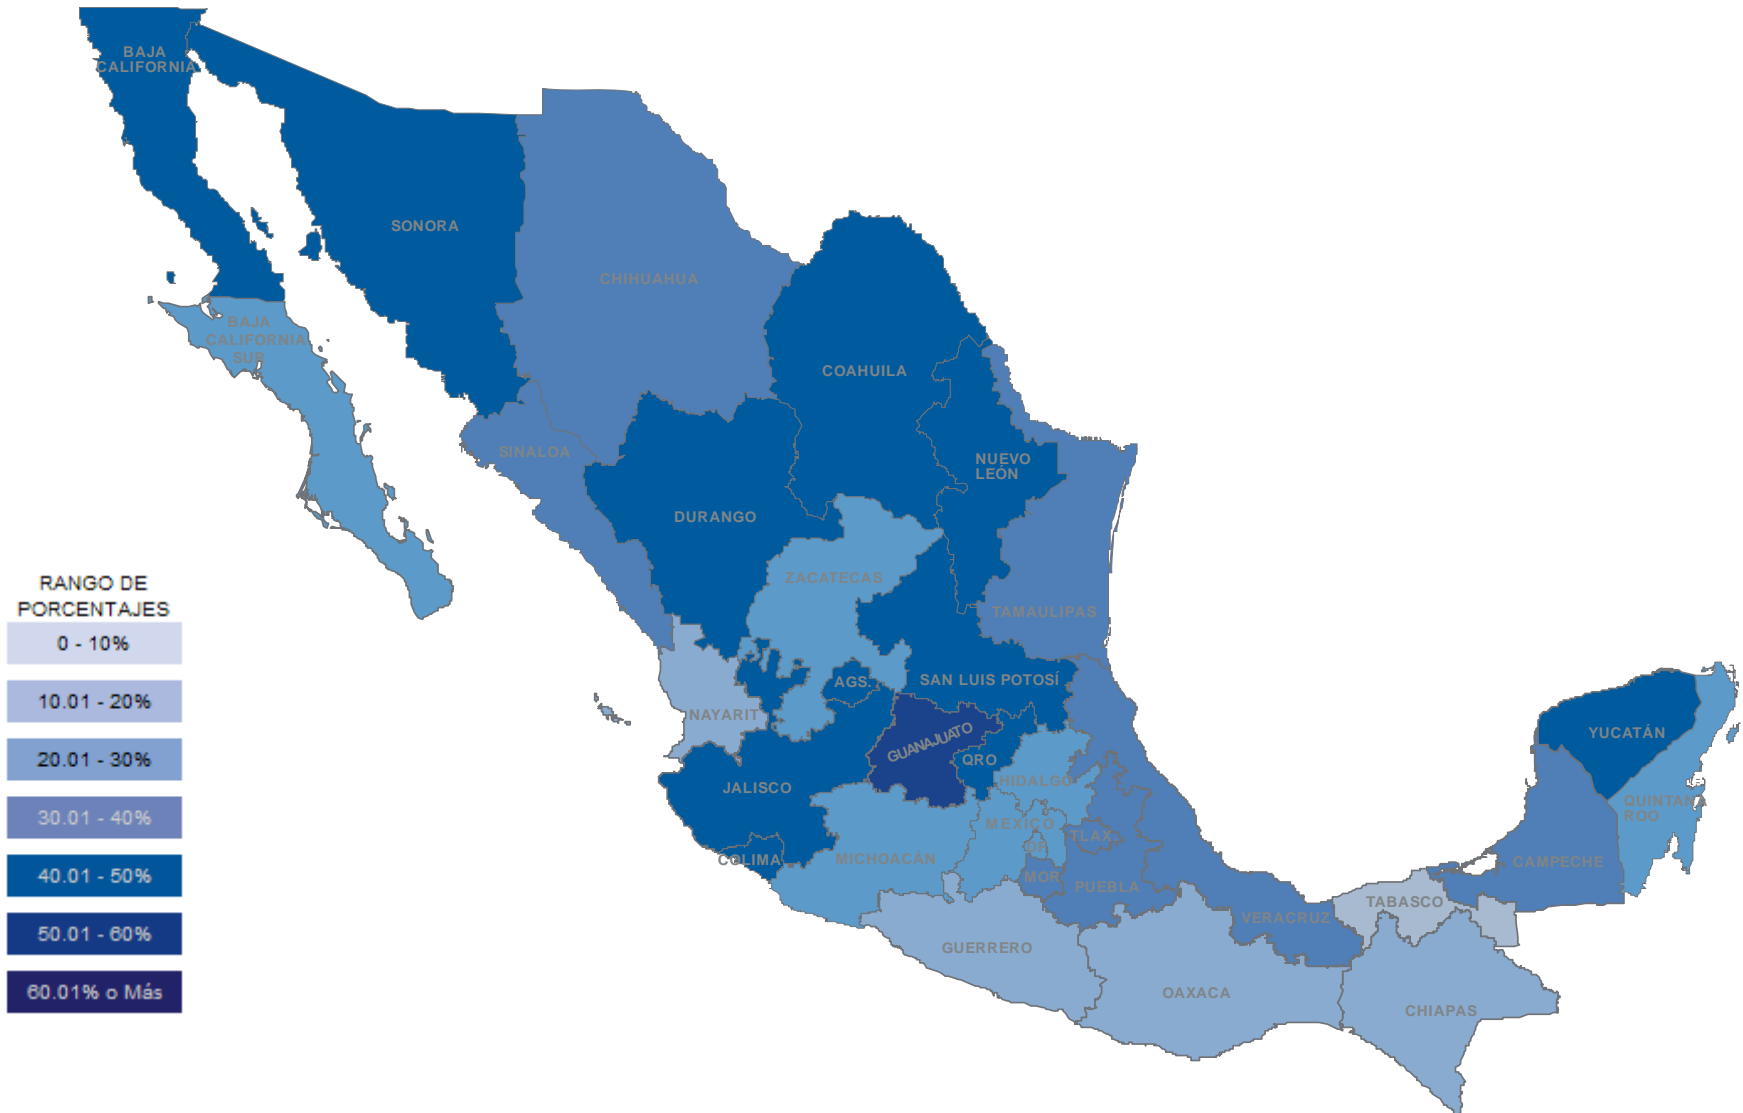 BAJA
CALIFORNIA
SONORA
CHIHUAHUA
BAJA
CALIFORNIA
SUR
COAHUILA
SINALOA
NUEVO
LEÓN
DURANGO
ZACATECAS
TAMAULIPAS
AGS.
SAN LUIS POTOSÍ
NAYARIT
GUANAJUATO
QRO
YUCATÁN
JALISCO
HIDALGO
QUINTANA
ROO
MEXICO
DF
TLAX.
COLIMA
MICHOACÁN
CAMPECHE
MOR
PUEBLA
TABASCO
VERACRUZ
GUERRERO
OAXACA
CHIAPAS
RANGO DE
PORCENTAJES
0 - 10%
10.01 - 20%
20.01 - 30%
30.01 - 40%
40.01 - 50%
50.01 - 60%
60.01% o Más